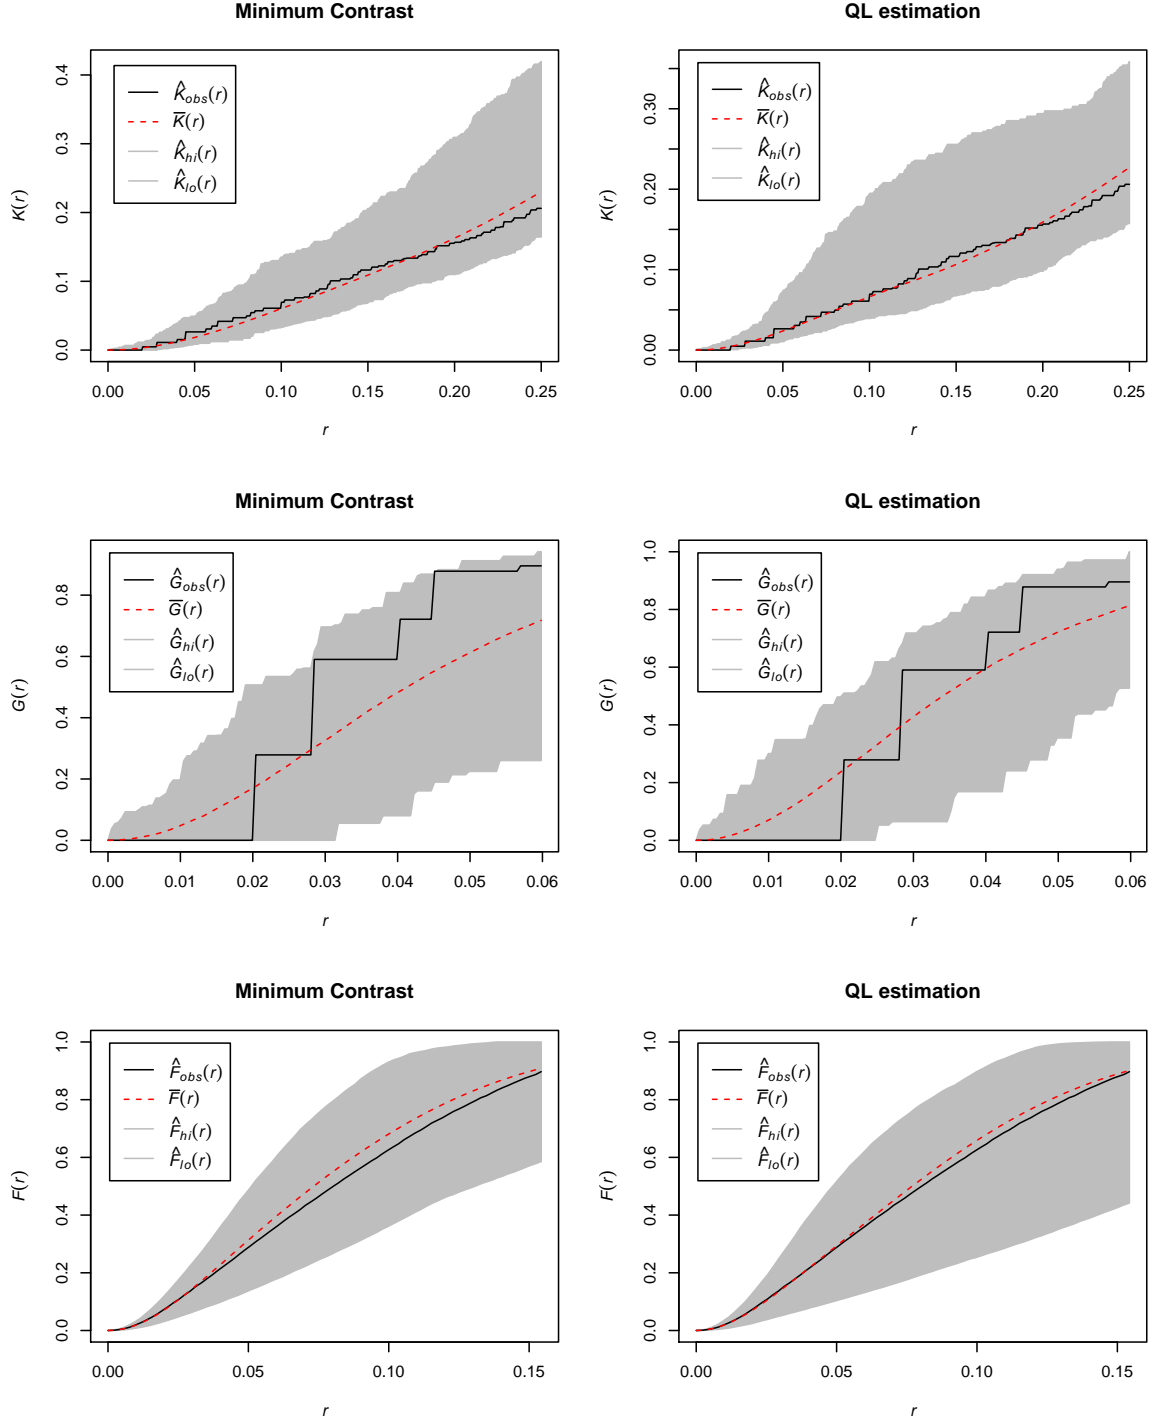 Minimum Contrast
K̂obs(r)
K̄(r)
K̂hi(r)
K̂lo(r)
K(r)
0.0 0.1 0.2 0.3 0.4
0.00 0.05 0.10 0.15 0.20 0.25
r
QL estimation
K̂obs(r)
K̄(r)
K̂hi(r)
K̂lo(r)
K(r)
0.00 0.10 0.20 0.30
0.00 0.05 0.10 0.15 0.20 0.25
r
Minimum Contrast
Ĝobs(r)
Ḡ(r)
Ĝhi(r)
Ĝlo(r)
G(r)
0.0 0.2 0.4 0.6 0.8
0.00 0.01 0.02 0.03 0.04 0.05 0.06
r
QL estimation
Ĝobs(r)
Ḡ(r)
Ĝhi(r)
Ĝlo(r)
G(r)
0.0 0.2 0.4 0.6 0.8 1.0
0.00 0.01 0.02 0.03 0.04 0.05 0.06
r
Minimum Contrast
F̂obs(r)
F̄(r)
F̂hi(r)
F̂lo(r)
F(r)
0.0 0.2 0.4 0.6 0.8 1.0
0.00 0.05 0.10 0.15
r
QL estimation
F̂obs(r)
F̄(r)
F̂hi(r)
F̂lo(r)
F(r)
0.0 0.2 0.4 0.6 0.8 1.0
0.00 0.05 0.10 0.15
r